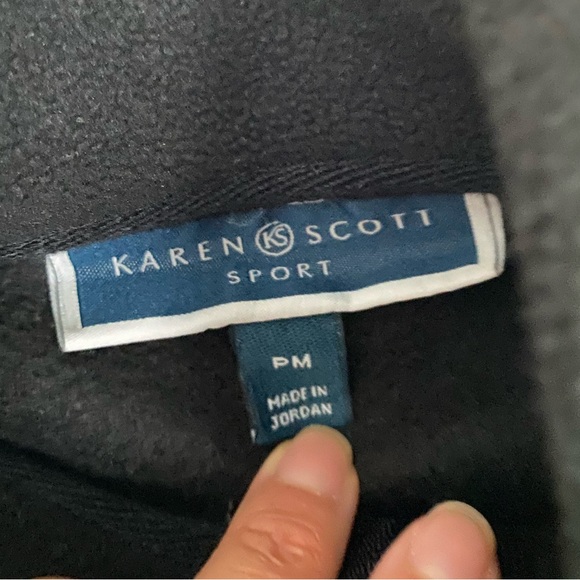 KAREN KS SCOTT
SPORT
PM
MADE IN
JORDAN